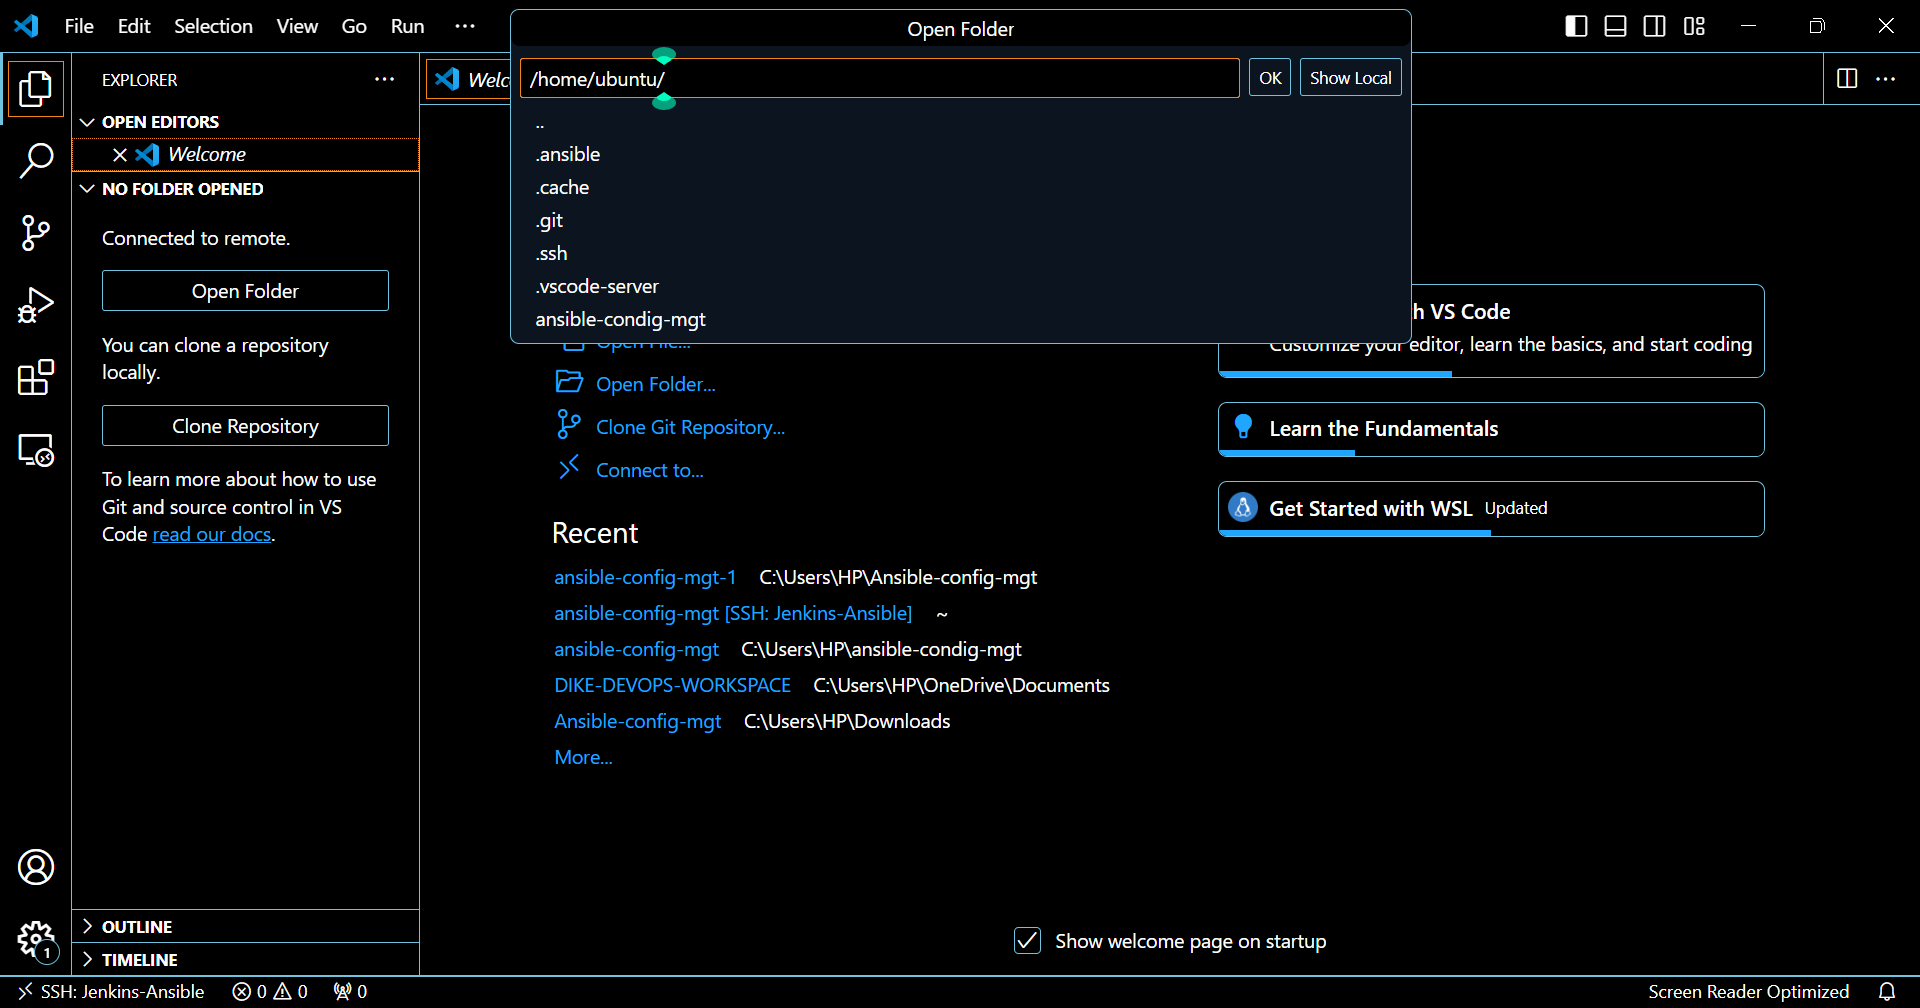 File Edit Selection View Go Run ···
Open Folder
/home/ubuntu/
OK
Show Local
..
.ansible
.cache
.git
.ssh
.vscode-server
ansible-condig-mgt
EXPLORER
OPEN EDITORS
Welcome
NO FOLDER OPENED
Connected to remote.
Open Folder
You can clone a repository
locally.
Clone Repository
To learn more about how to use
Git and source control in VS
Code read our docs.
OUTLINE
TIMELINE
Open Folder...
Clone Git Repository...
Connect to...
Recent
ansible-config-mgt-1 C:\Users\HP\Ansible-config-mgt
ansible-config-mgt [SSH: Jenkins-Ansible] ~
ansible-config-mgt C:\Users\HP\ansible-condig-mgt
DIKE-DEVOPS-WORKSPACE C:\Users\HP\OneDrive\Documents
Ansible-config-mgt C:\Users\HP\Downloads
More...
VS Code
Customize your editor, learn the basics, and start coding
Learn the Fundamentals
Get Started with WSL Updated
Show welcome page on startup
1
SSH: Jenkins-Ansible 0 0 0
Screen Reader Optimized